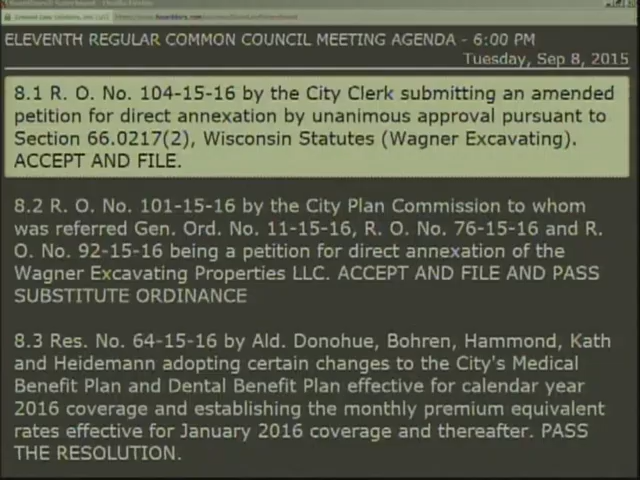 ELEVENTH REGULAR COMMON COUNCIL MEETING AGENDA - 6:00 PM
Tuesday, Sep 8, 2015
8.1 R. O. No. 104-15-16 by the City Clerk submitting an amended
petition for direct annexation by unanimous approval pursuant to
Section 66.0217(2), Wisconsin Statutes (Wagner Excavating).
ACCEPT AND FILE.
8.2 R. O. No. 101-15-16 by the City Plan Commission to whom
was referred Gen. Ord. No. 11-15-16, R. O. No. 76-15-16 and R.
O. No. 92-15-16 being a petition for direct annexation of the
Wagner Excavating Properties LLC. ACCEPT AND FILE AND PASS
SUBSTITUTE ORDINANCE
8.3 Res. No. 64-15-16 by Ald. Donohue, Bohren, Hammond, Kath
and Heidemann adopting certain changes to the City's Medical
Benefit Plan and Dental Benefit Plan effective for calendar year
2016 coverage and establishing the monthly premium equivalent
rates effective for January 2016 coverage and thereafter. PASS
THE RESOLUTION.